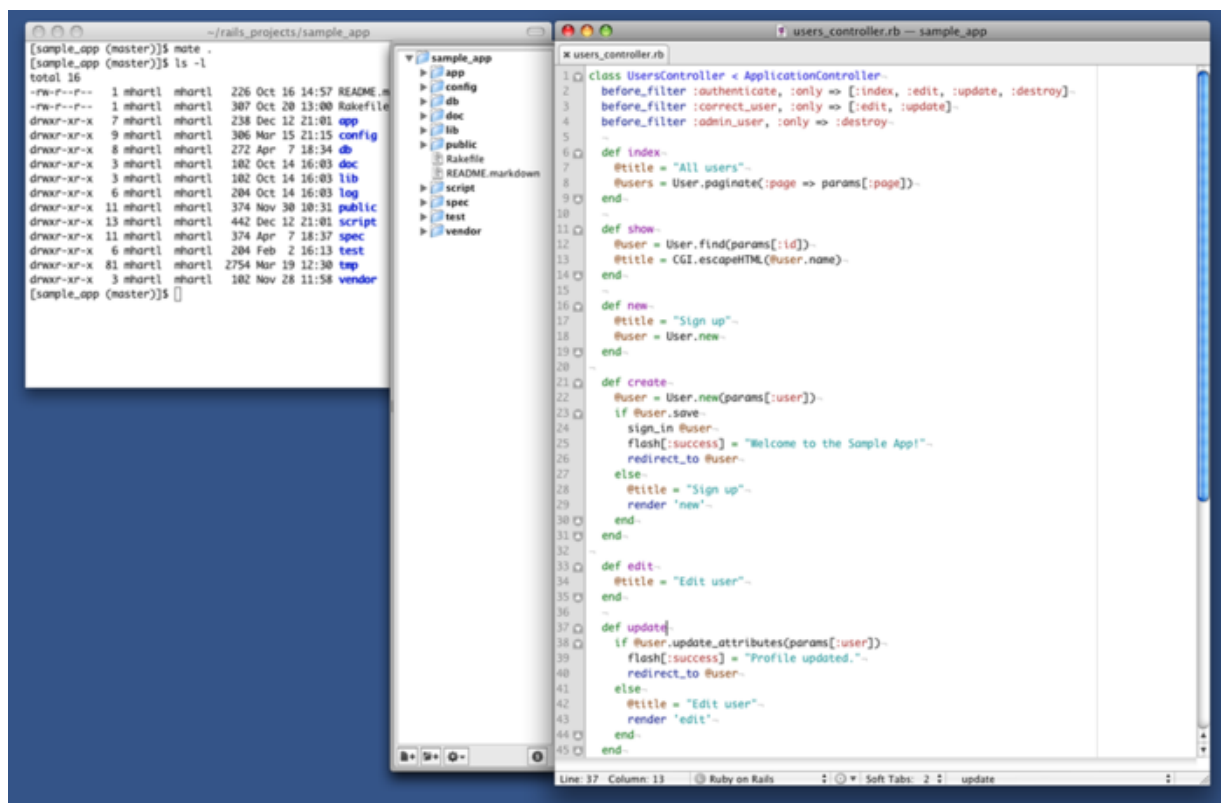 ~/rails_projects/sample_app
[sample_app (master)]$ mate .
[sample_app (master)]$ ls -l
total 16
-rw-r--r-- 1 mhartl mhartl 226 Oct 16 14:57 README.m
-rw-r--r-- 1 mhartl mhartl 307 Oct 20 13:00 Rakefile
drwxr-xr-x 7 mhartl mhartl 238 Dec 12 21:01 app
drwxr-xr-x 9 mhartl mhartl 306 Mar 15 21:15 config
drwxr-xr-x 8 mhartl mhartl 272 Apr 7 18:34 db
drwxr-xr-x 3 mhartl mhartl 102 Oct 14 16:03 doc
drwxr-xr-x 3 mhartl mhartl 102 Oct 14 16:03 lib
drwxr-xr-x 6 mhartl mhartl 204 Oct 14 16:03 log
drwxr-xr-x 11 mhartl mhartl 374 Nov 30 10:31 public
drwxr-xr-x 13 mhartl mhartl 442 Dec 12 21:01 script
drwxr-xr-x 11 mhartl mhartl 374 Apr 7 18:37 spec
drwxr-xr-x 6 mhartl mhartl 204 Feb 2 16:13 test
drwxr-xr-x 81 mhartl mhartl 2754 Mar 19 12:30 tmp
drwxr-xr-x 3 mhartl mhartl 102 Nov 28 11:58 vendor
[sample_app (master)]$
sample_app
app
config
db
doc
lib
public
Rakefile
README.markdown
script
spec
test
vendor
users_controller.rb — sample_app
users_controller.rb
1 class UsersController < ApplicationController
2 before_filter :authenticate, :only => [:index, :edit, :update, :destroy]
3 before_filter :correct_user, :only => [:edit, :update]
4 before_filter :admin_user, :only => :destroy
5
6 def index
7 @title = "All users"
8 @users = User.paginate(:page => params[:page])
9 end
10
11 def show
12 @user = User.find(params[:id])
13 @title = CGI.escapeHTML(@user.name)
14 end
15
16 def new
17 @title = "Sign up"
18 @user = User.new
19 end
20
21 def create
22 @user = User.new(params[:user])
23 if @user.save
24 sign_in @user
25 flash[:success] = "Welcome to the Sample App!"
26 redirect_to @user
27 else
28 @title = "Sign up"
29 render 'new'
30 end
31 end
32
33 def edit
34 @title = "Edit user"
35 end
36
37 def update
38 if @user.update_attributes(params[:user])
39 flash[:success] = "Profile updated."
40 redirect_to @user
41 else
42 @title = "Edit user"
43 render 'edit'
44 end
45 end
Line: 37 Column: 13 Ruby on Rails Soft Tabs: 2 update